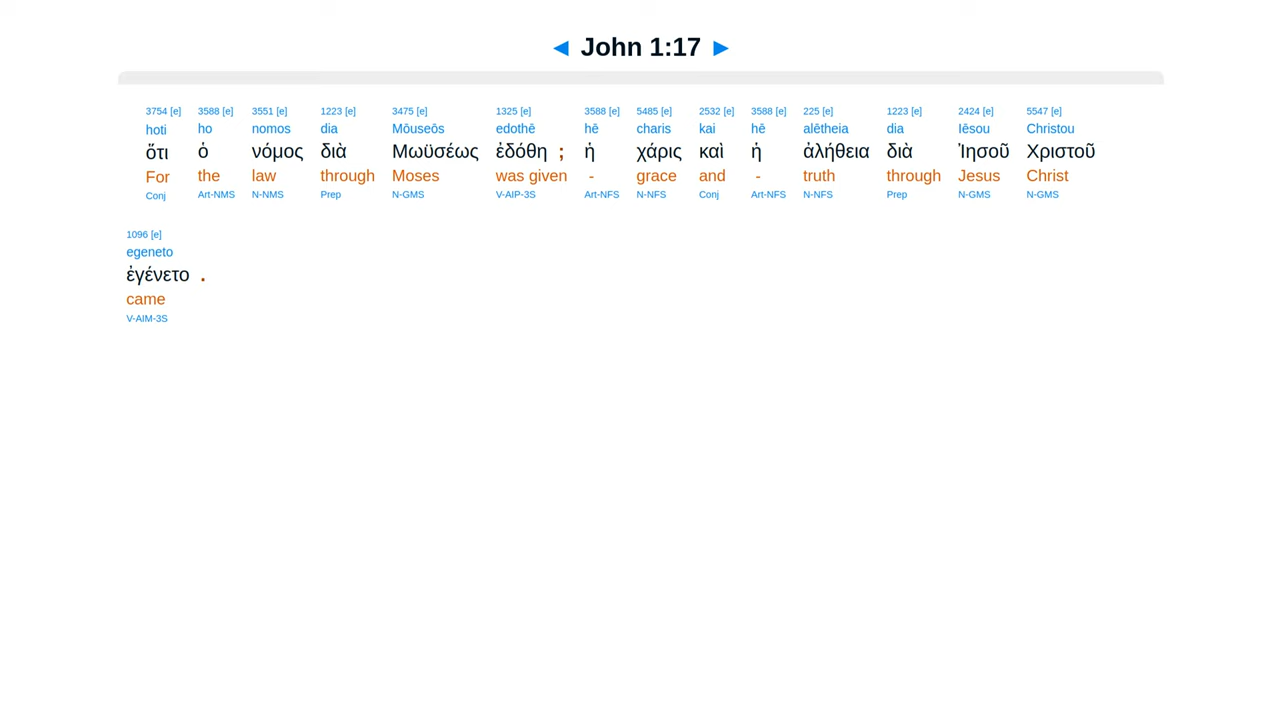 ◄ John 1:17 ►
3754 [e] 3588 [e] 3551 [e] 1223 [e] 3475 [e] 1325 [e] 3588 [e] 5485 [e] 2532 [e] 3588 [e] 225 [e] 1223 [e] 2424 [e] 5547 [e]
hoti ho nomos dia Mōuseōs edothē hē charis kai hē alētheia dia Iēsou Christou
ὅτι ὁ νόμος διὰ Μωϋσέως ἐδόθη ; ἡ χάρις καὶ ἡ ἀλήθεια διὰ Ἰησοῦ Χριστοῦ
For the law through Moses was given - grace and - truth through Jesus Christ
Conj Art-NMS N-NMS Prep N-GMS V-AIP-3S Art-NFS N-NFS Conj Art-NFS N-NFS Prep N-GMS N-GMS
1096 [e]
egeneto
ἐγένετο .
came
V-AIM-3S